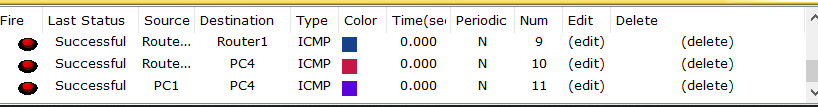 Fire Last Status Source Destination Type Color Time(sec Periodic Num Edit Delete
Successful Route... Router1 ICMP 0.000 N 9 (edit) (delete)
Successful Route... PC4 ICMP 0.000 N 10 (edit) (delete)
Successful PC1 PC4 ICMP 0.000 N 11 (edit) (delete)